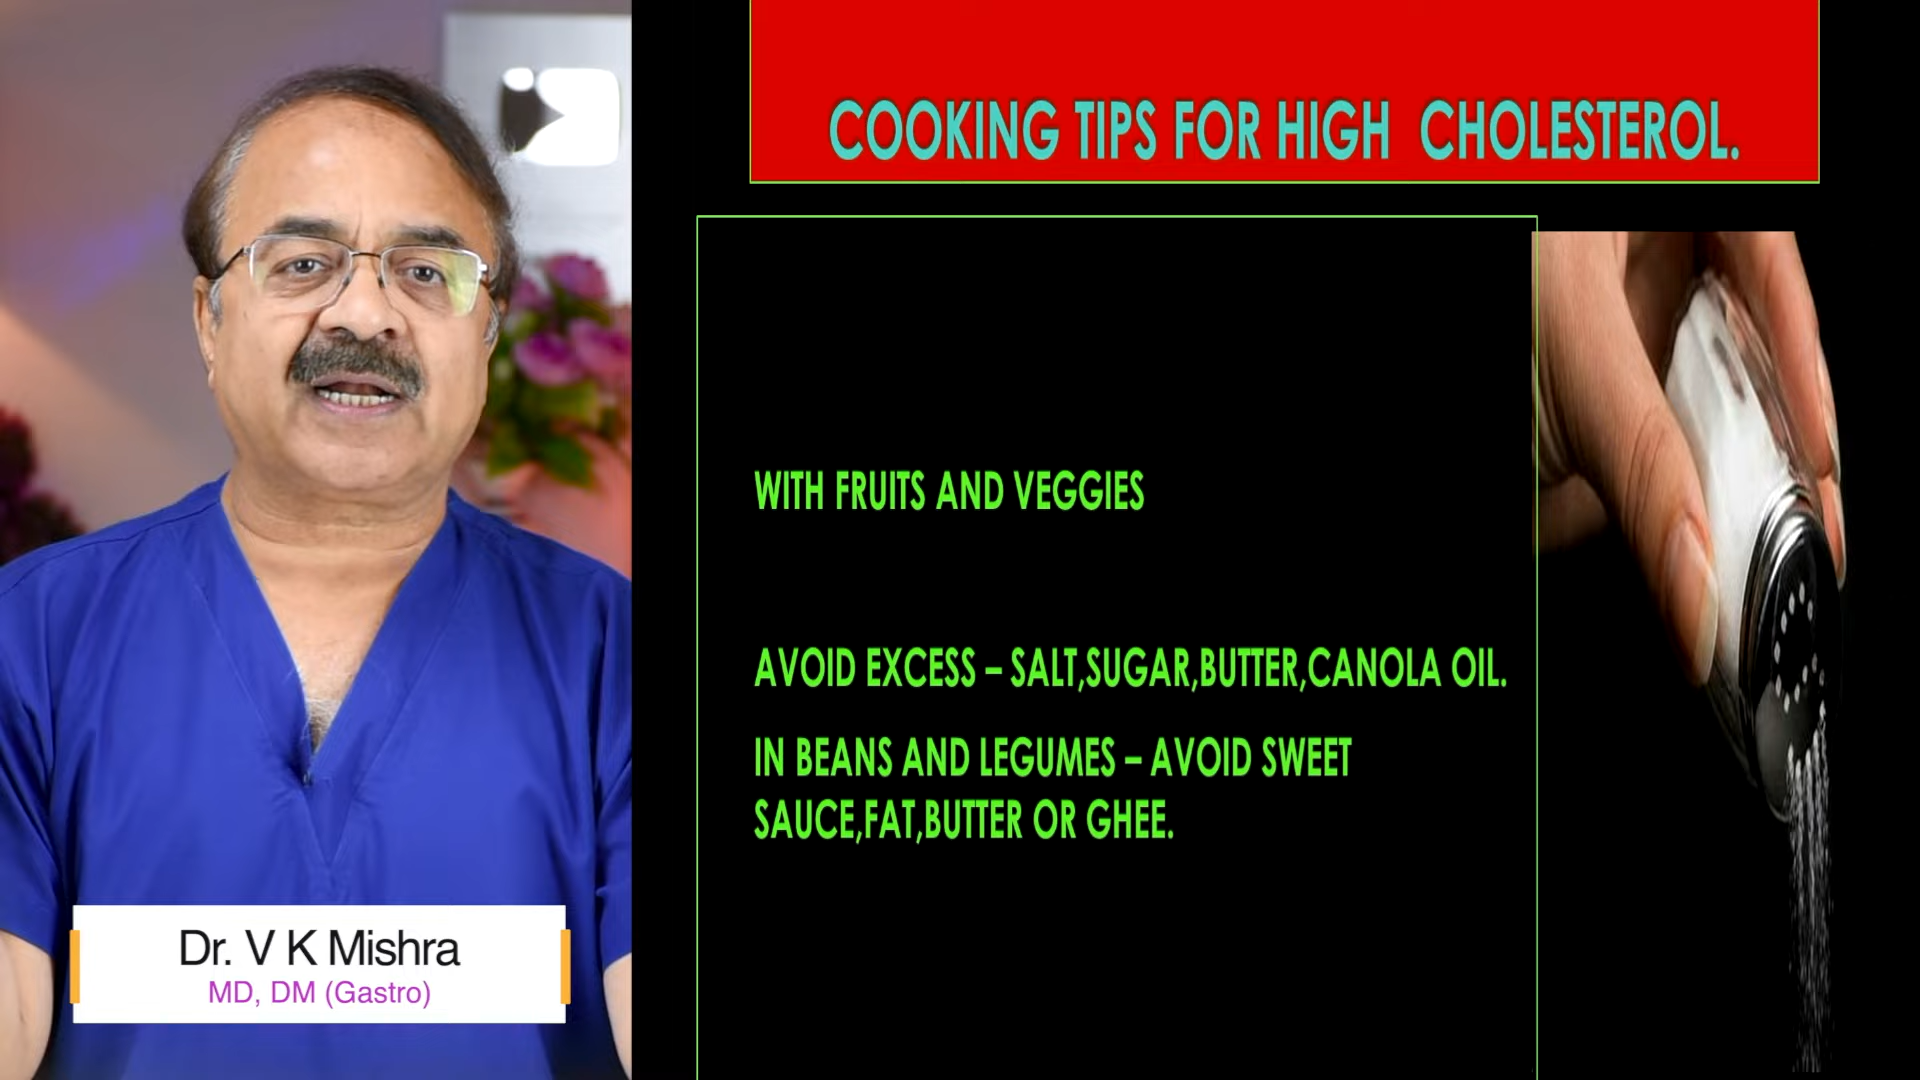 COOKING TIPS FOR HIGH CHOLESTEROL.
WITH FRUITS AND VEGGIES
AVOID EXCESS – SALT,SUGAR,BUTTER,CANOLA OIL.
IN BEANS AND LEGUMES – AVOID SWEET
SAUCE,FAT,BUTTER OR GHEE.
Dr. V K Mishra
MD, DM (Gastro)